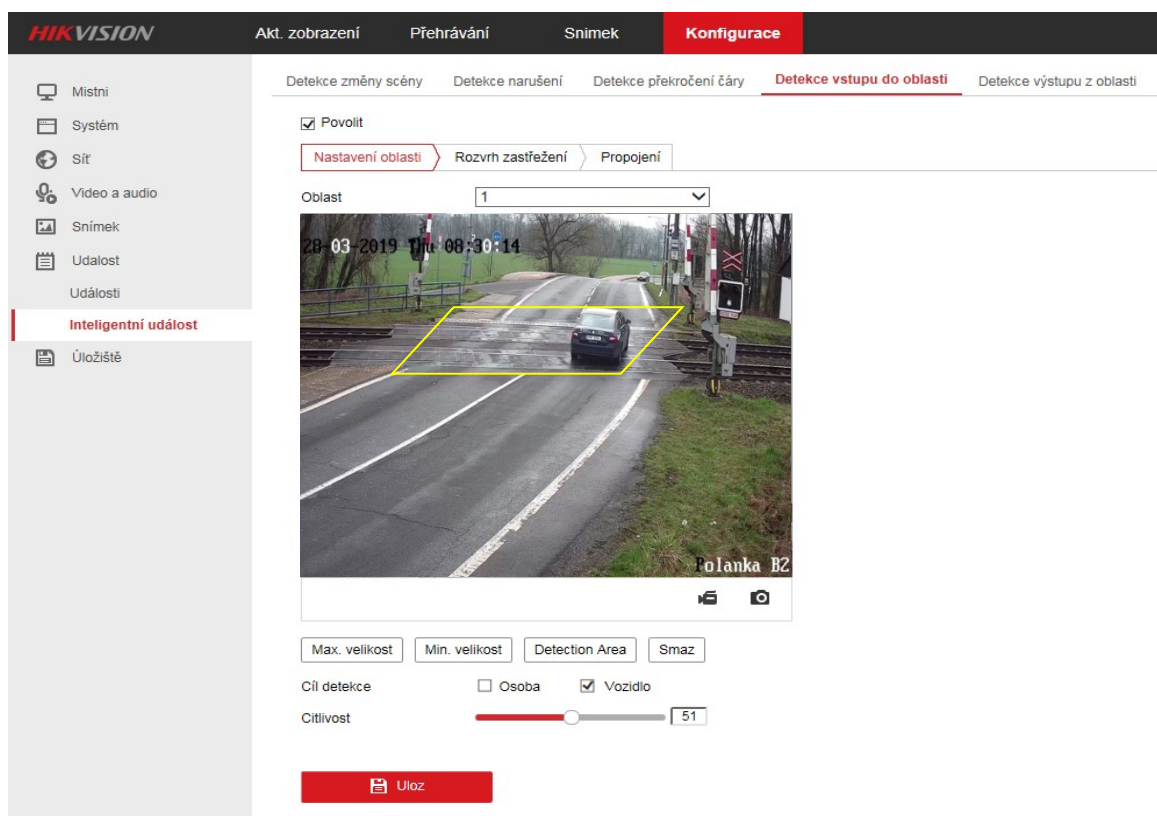 HIKVISION
Akt. zobrazení Přehrávání Snimek Konfigurace
Mistni
Systém
Síť
Video a audio
Snímek
Udalost
Události
Inteligentní událost
Úložiště
Detekce změny scény Detekce narušení Detekce překročení čáry Detekce vstupu do oblasti Detekce výstupu z oblasti
Povolit
Nastavení oblasti Rozvrh zastřežení Propojení
Oblast 1
28-03-2019 Thu 08:30:14
Polanka B2
Max. velikost Min. velikost Detection Area Smaz
Cíl detekce Osoba Vozidlo
Citlivost 51
Uloz